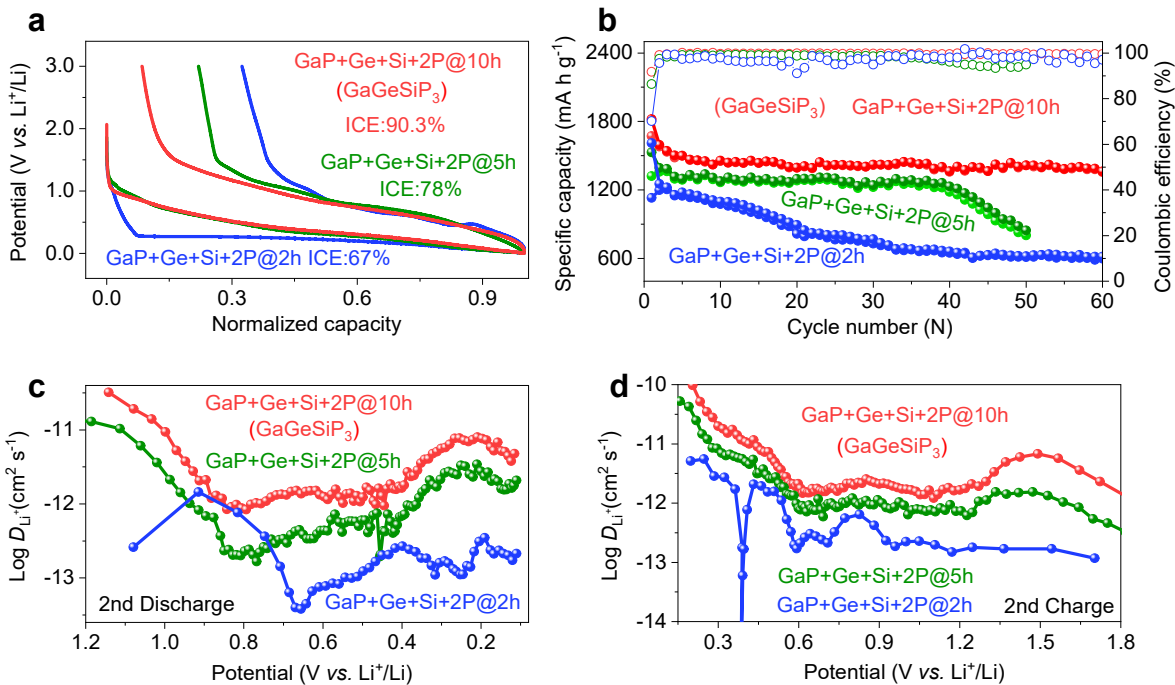 a
Potential (V vs. Li⁺/Li)
3.0
2.0
1.0
0.0
GaP+Ge+Si+2P@10h
(GaGeSiP₃)
ICE:90.3%
GaP+Ge+Si+2P@5h
ICE:78%
GaP+Ge+Si+2P@2h ICE:67%
0.0 0.3 0.6 0.9
Normalized capacity
b
Specific capacity (mA h g⁻¹)
2400
1800
1200
600
(GaGeSiP₃) GaP+Ge+Si+2P@10h
GaP+Ge+Si+2P@5h
GaP+Ge+Si+2P@2h
100
80
60
40
20
0
Coulombic efficiency (%)
0 10 20 30 40 50 60
Cycle number (N)
c
Log D_Li⁺(cm² s⁻¹)
-11
-12
-13
GaP+Ge+Si+2P@10h
(GaGeSiP₃)
GaP+Ge+Si+2P@5h
2nd Discharge
GaP+Ge+Si+2P@2h
1.2 1.0 0.8 0.6 0.4 0.2
Potential (V vs. Li⁺/Li)
d
Log D_Li⁺(cm² s⁻¹)
-10
-11
-12
-13
-14
GaP+Ge+Si+2P@10h
(GaGeSiP₃)
GaP+Ge+Si+2P@5h
GaP+Ge+Si+2P@2h
2nd Charge
0.3 0.6 0.9 1.2 1.5 1.8
Potential (V vs. Li⁺/Li)